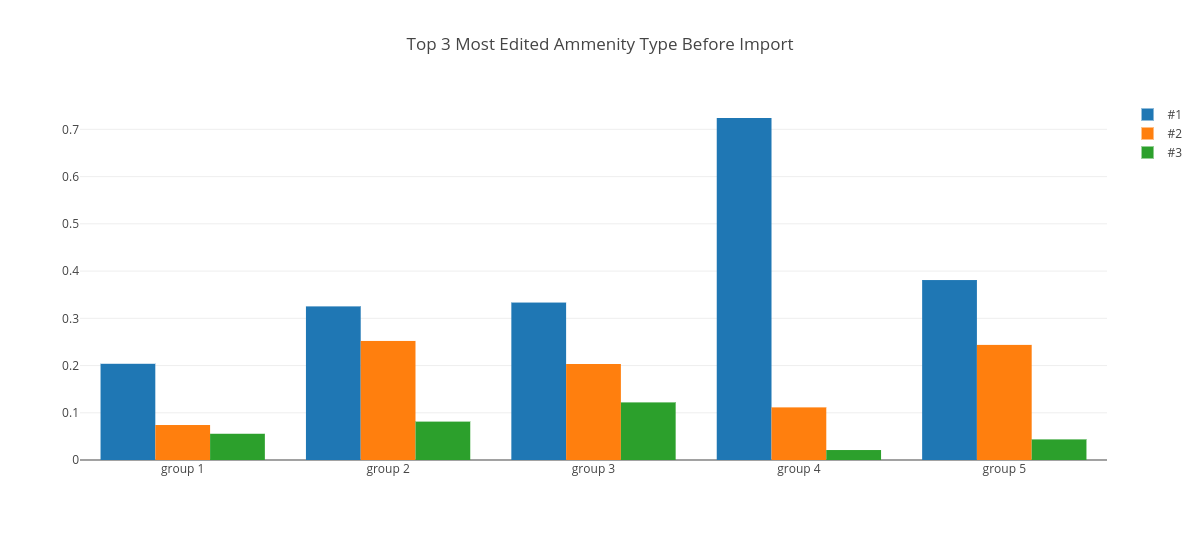 Top 3 Most Edited Ammenity Type Before Import
#1
#2
#3
0.7
0.6
0.5
0.4
0.3
0.2
0.1
0
group 1
group 2
group 3
group 4
group 5